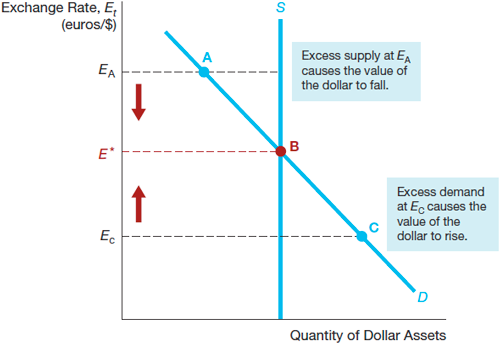 Exchange Rate, Et
(euros/$)
S
A
EA
Excess supply at EA
causes the value of
the dollar to fall.
B
E*
Excess demand
at EC causes the
value of the
dollar to rise.
C
EC
D
Quantity of Dollar Assets